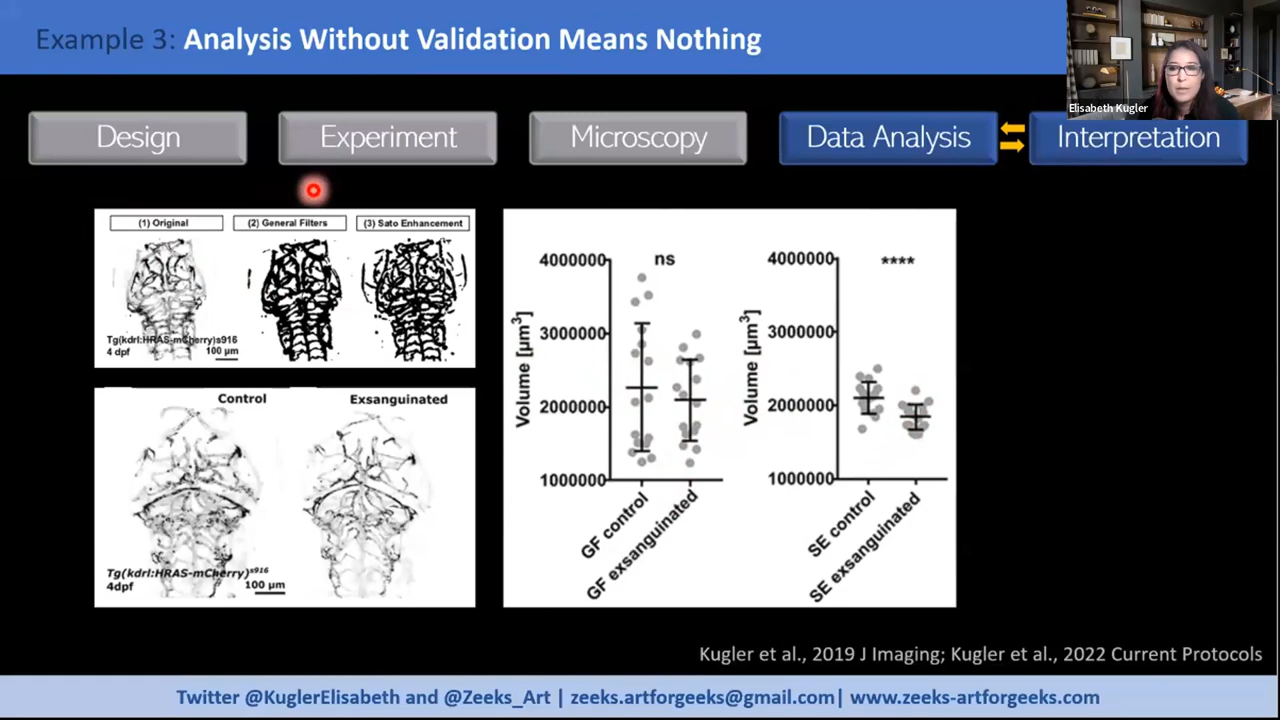 Example 3: Analysis Without Validation Means Nothing
Elisabeth Kugler
Design
Experiment
Microscopy
Data Analysis
Interpretation
(1) Original
(2) General Filters
(3) Sato Enhancement
Tg(kdrl:HRAS-mCherry)s916
4 dpf
100 µm
Control
Exsanguinated
Tg(kdrl:HRAS-mCherry)s916
4dpf
100 µm
Volume [µm3]
4000000
3000000
2000000
1000000
ns
GF control
GF exsanguinated
Volume [µm3]
4000000
3000000
2000000
1000000
****
SE control
SE exsanguinated
Kugler et al., 2019 J Imaging; Kugler et al., 2022 Current Protocols
Twitter @KuglerElisabeth and @Zeeks_Art | zeeks.artforgeeks@gmail.com| www.zeeks-artforgeeks.com